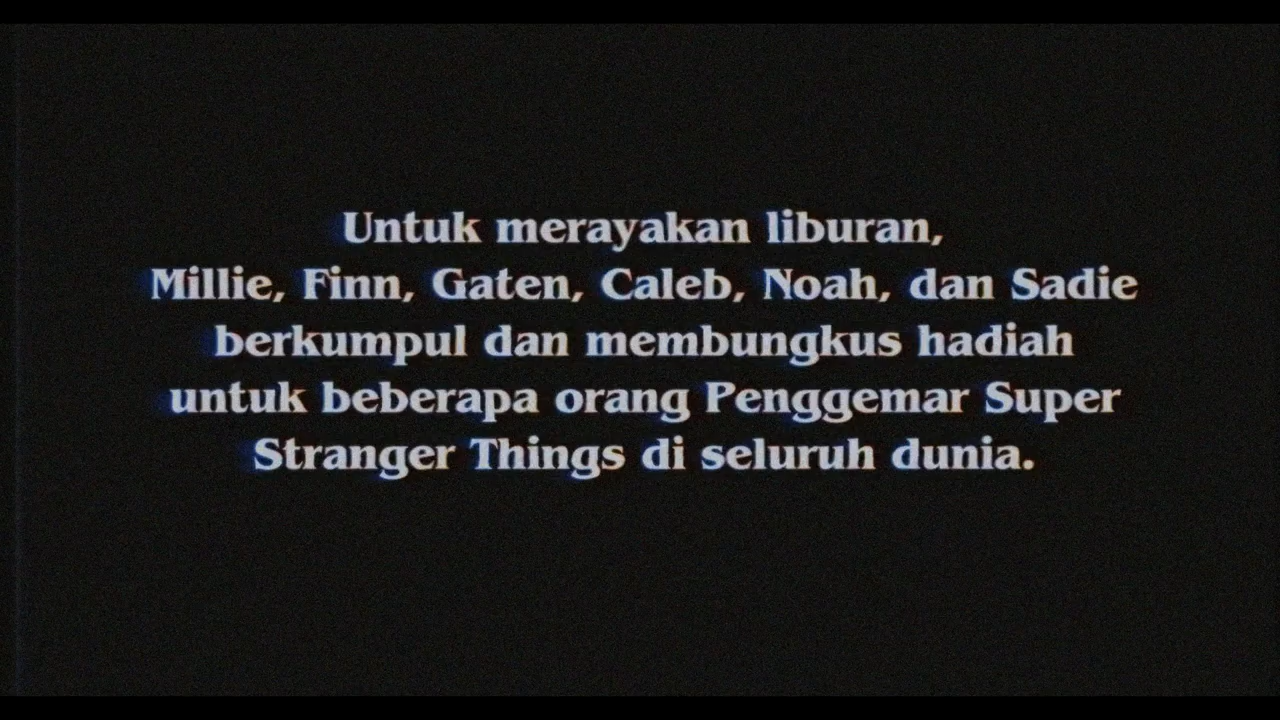 Untuk merayakan liburan,
Millie, Finn, Gaten, Caleb, Noah, dan Sadie
berkumpul dan membungkus hadiah
untuk beberapa orang Penggemar Super
Stranger Things di seluruh dunia.